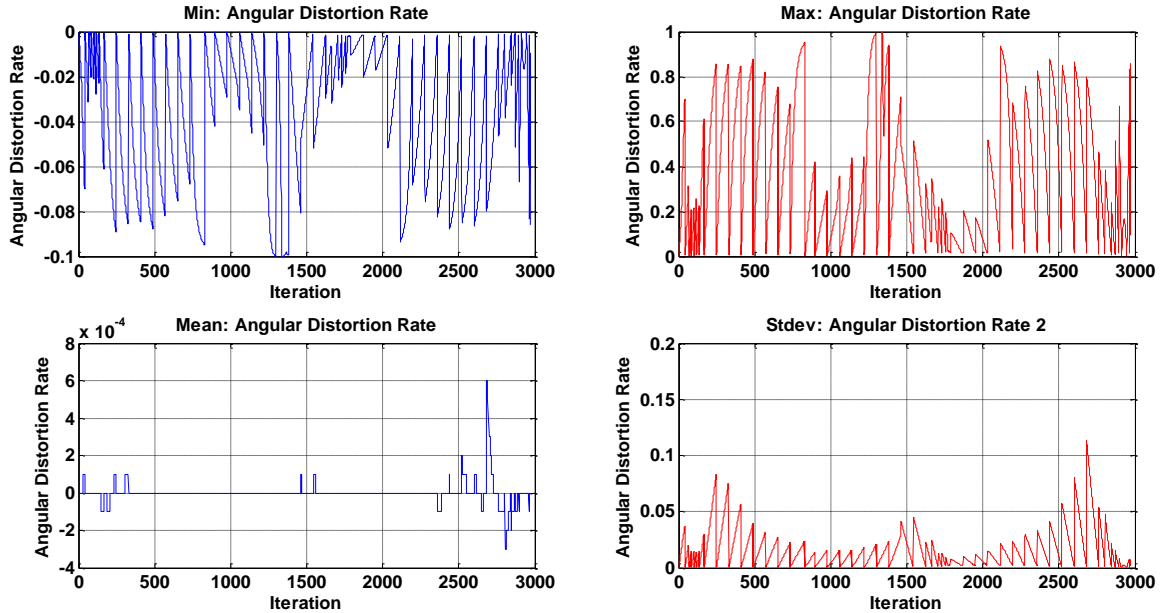 Min: Angular Distortion Rate
0
-0.02
-0.04
-0.06
-0.08
-0.1
Angular Distortion Rate
0 500 1000 1500 2000 2500 3000
Iteration
Max: Angular Distortion Rate
1
0.8
0.6
0.4
0.2
0
Angular Distortion Rate
0 500 1000 1500 2000 2500 3000
Iteration
Mean: Angular Distortion Rate
x 10^-4
8
6
4
2
0
-2
-4
Angular Distortion Rate
0 500 1000 1500 2000 2500 3000
Iteration
Stdev: Angular Distortion Rate 2
0.2
0.15
0.1
0.05
0
Angular Distortion Rate
0 500 1000 1500 2000 2500 3000
Iteration